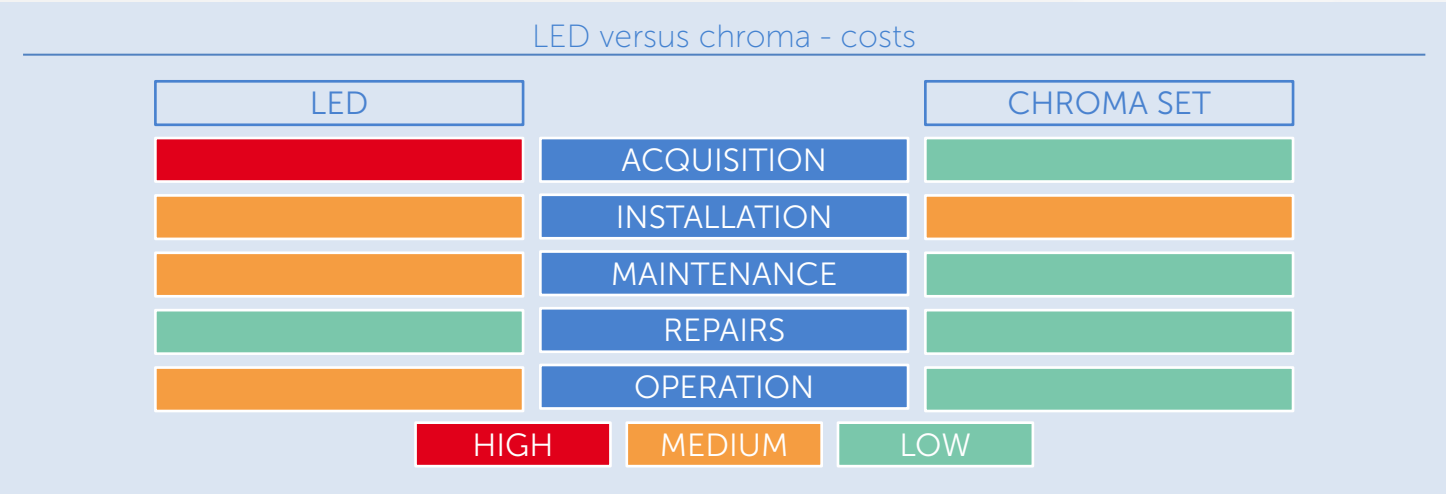 LED versus chroma - costs
LED
CHROMA SET
ACQUISITION
INSTALLATION
MAINTENANCE
REPAIRS
OPERATION
HIGH
MEDIUM
LOW